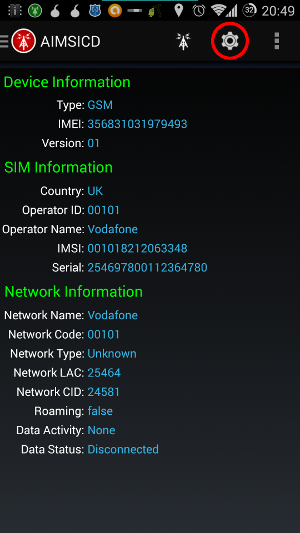 32 20:49
AIMSICD
Device Information
Type: GSM
IMEI: 356831031979493
Version: 01
SIM Information
Country: UK
Operator ID: 00101
Operator Name: Vodafone
IMSI: 001018212063348
Serial: 254697800112364780
Network Information
Network Name: Vodafone
Network Code: 00101
Network Type: Unknown
Network LAC: 25464
Network CID: 24581
Roaming: false
Data Activity: None
Data Status: Disconnected